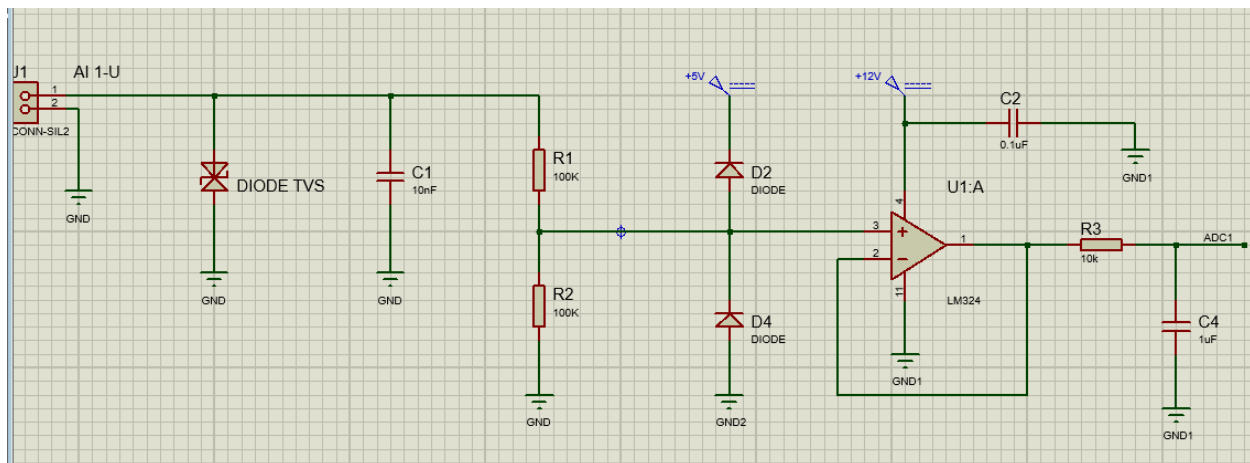 J1
AI 1-U
1
2
CONN-SIL2
GND
DIODE TVS
GND
C1
10nF
GND
R1
100K
R2
100K
GND
+5V
D2
DIODE
D4
DIODE
GND2
+12V
C2
0.1uF
GND1
U1:A
4
3
2
1
11
LM324
GND1
R3
10k
ADC1
C4
1uF
GND1